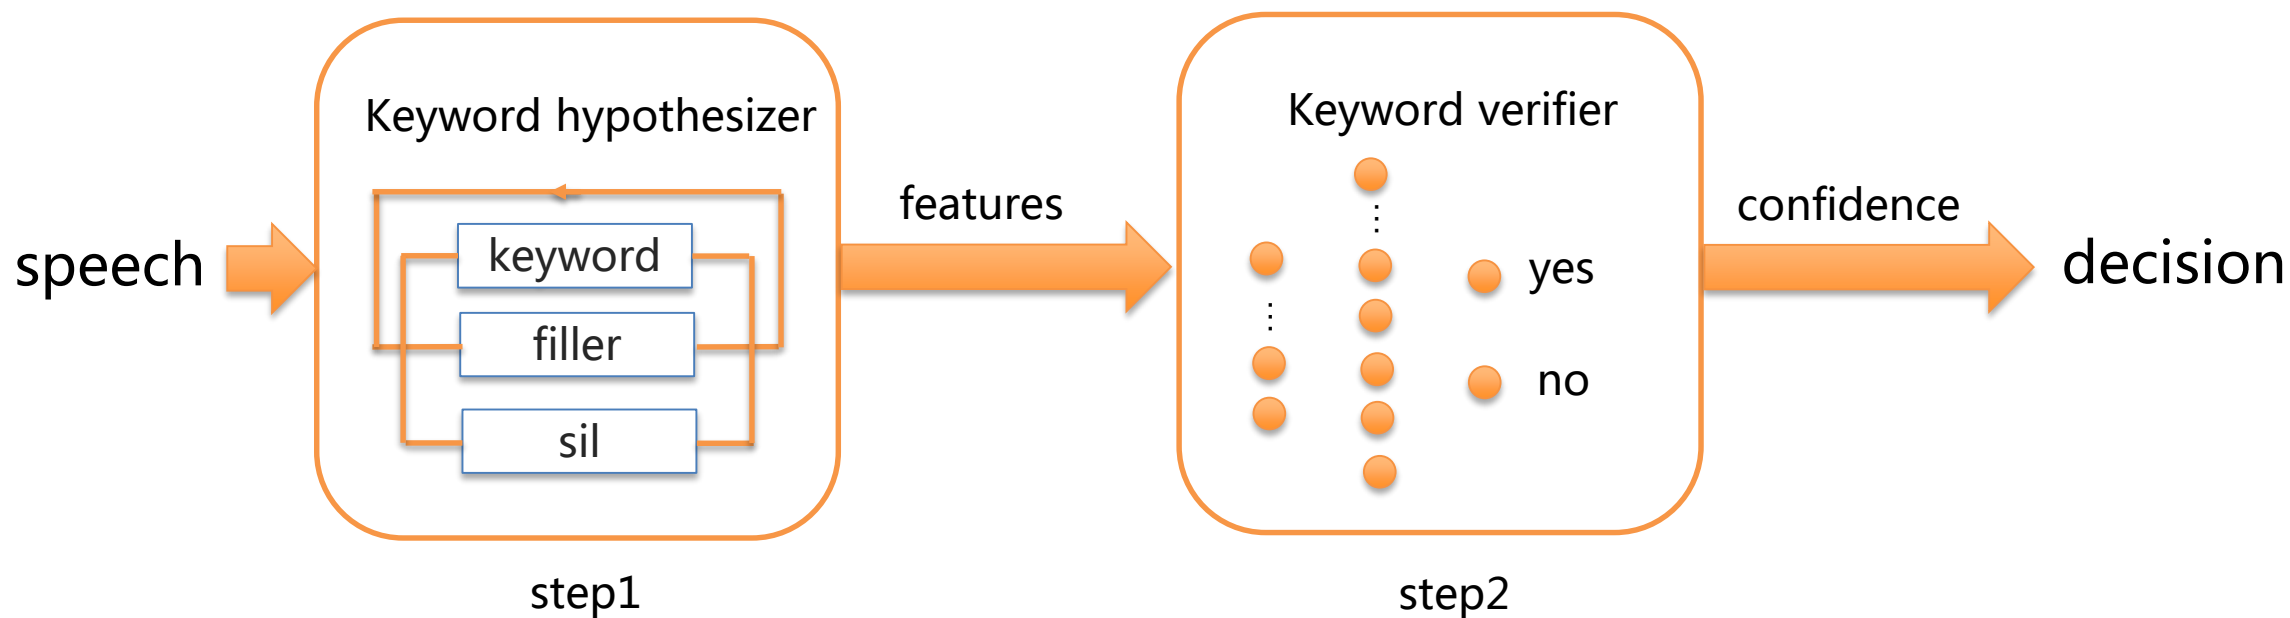 speech
Keyword hypothesizer
keyword
filler
sil
step1
features
Keyword verifier
yes
no
step2
confidence
decision